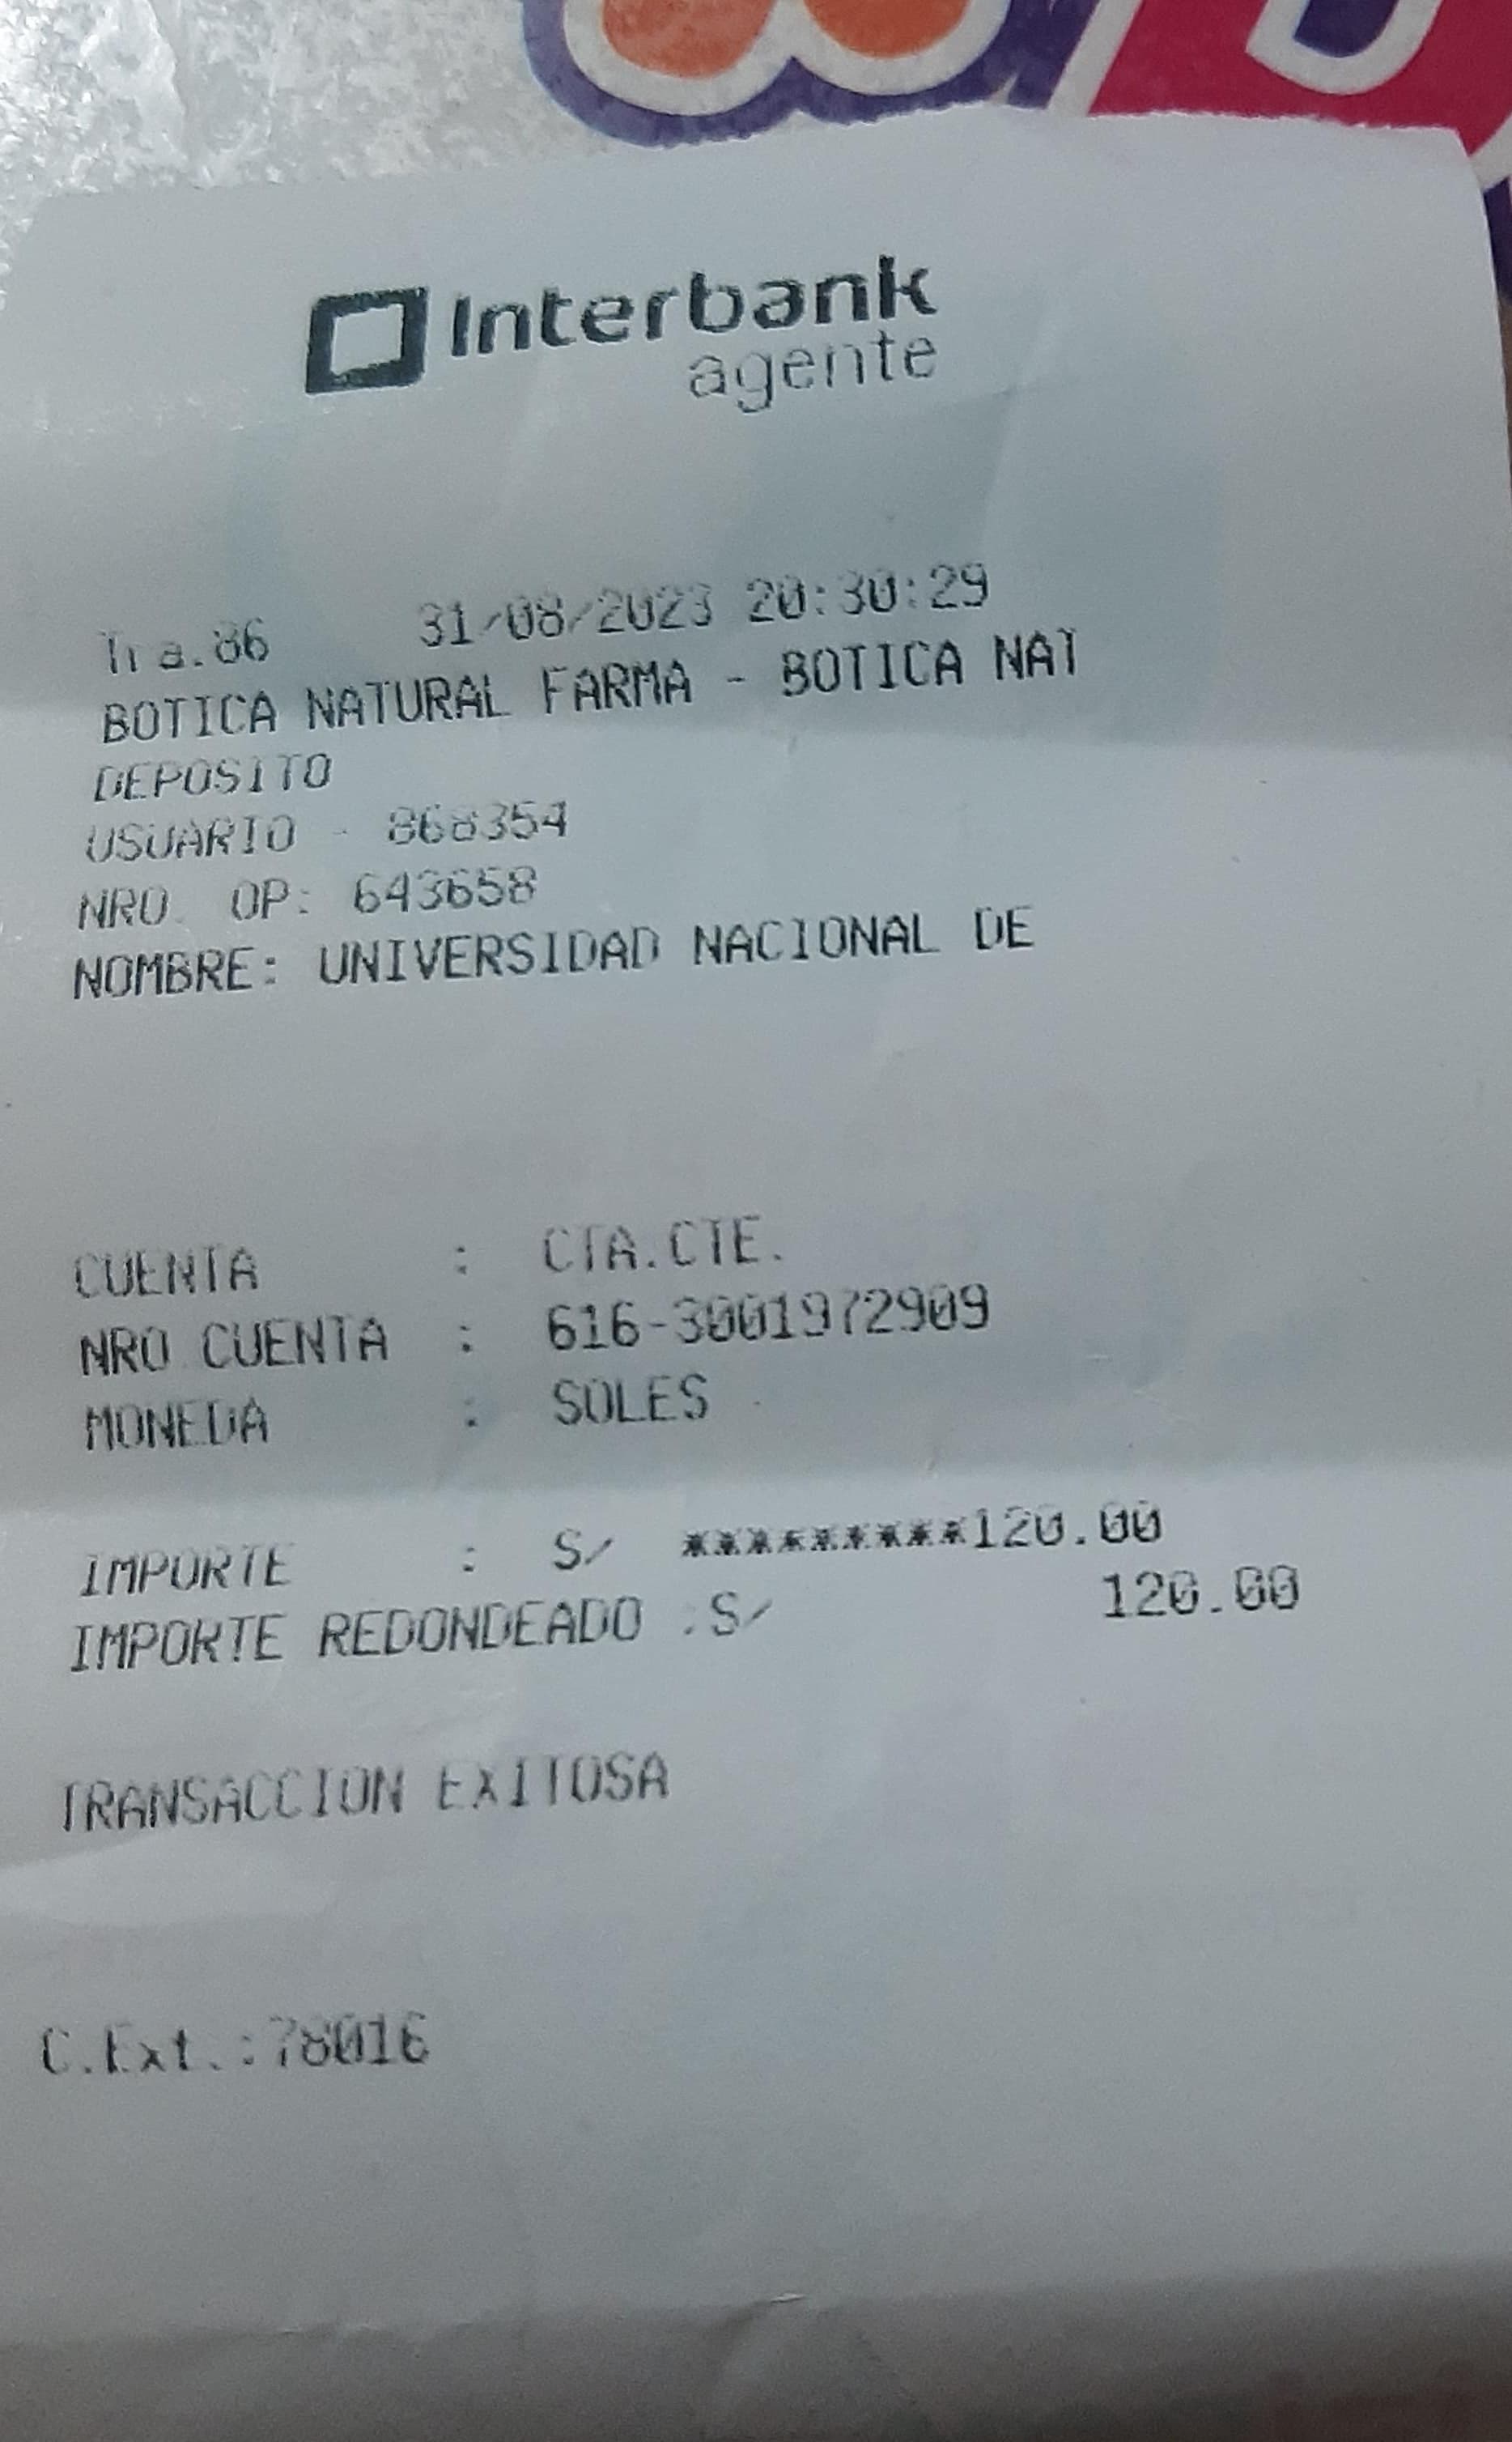 Interbank
agente
Tra.86 31/08/2023 20:30:29
BOTICA NATURAL FARMA - BOTICA NAT
DEPOSITO
USUARIO - 868354
NRO. OP: 643658
NOMBRE: UNIVERSIDAD NACIONAL DE
CUENTA : CTA.CTE.
NRO CUENTA : 616-3001972909
MONEDA : SOLES
IMPORTE : S/ *********120.00
IMPORTE REDONDEADO :S/ 120.00
TRANSACCION EXITOSA
C.Ext.:78016